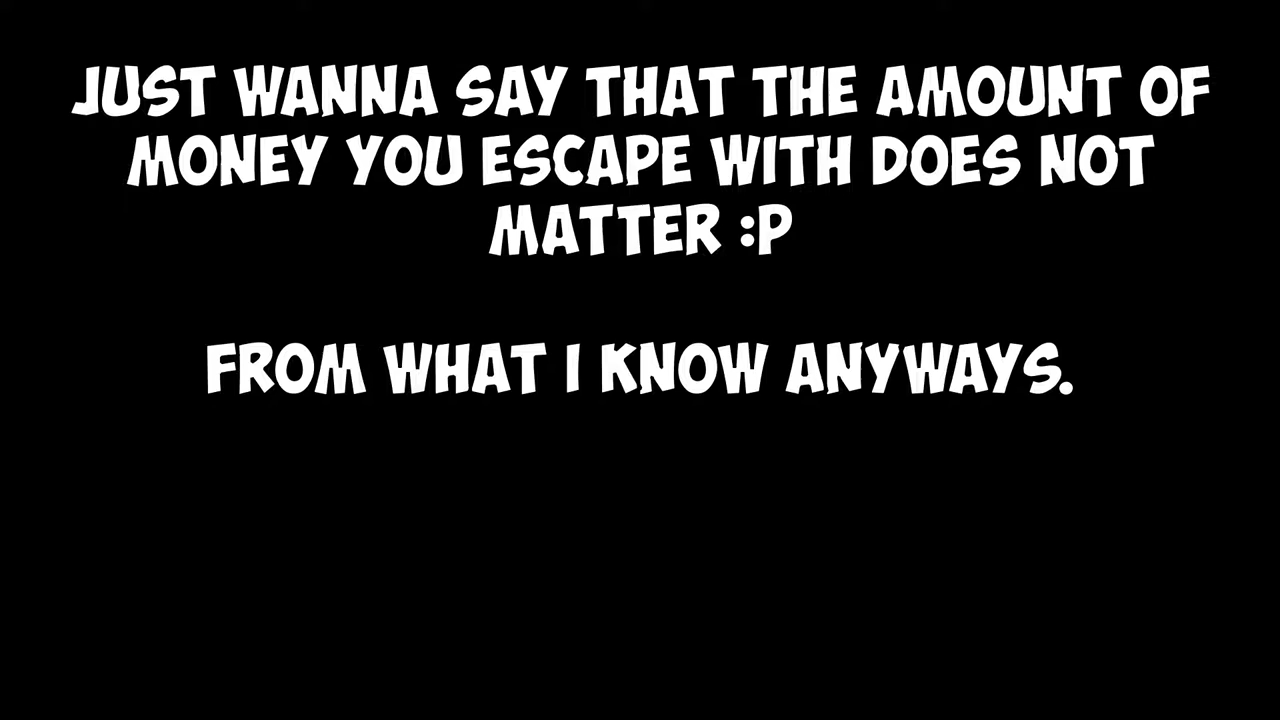 JUST WANNA SAY THAT THE AMOUNT OF
MONEY YOU ESCAPE WITH DOES NOT
MATTER :P
FROM WHAT I KNOW ANYWAYS.